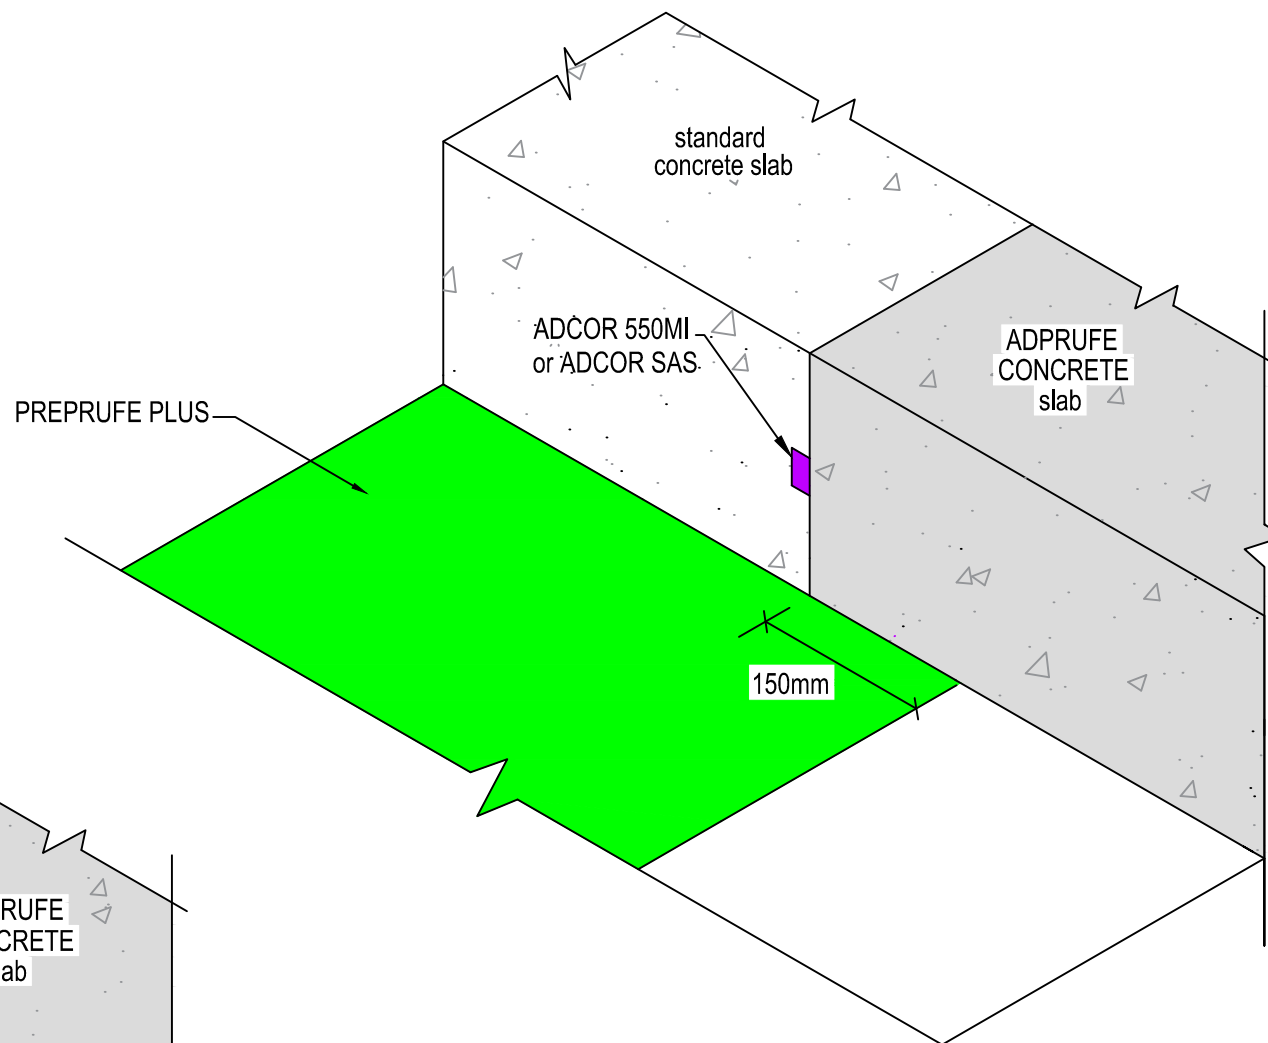 standard
concrete slab
ADCOR 550MI
or ADCOR SAS
ADPRUFE
CONCRETE
slab
PREPRUFE PLUS
150mm
RUFE
CRETE
ab